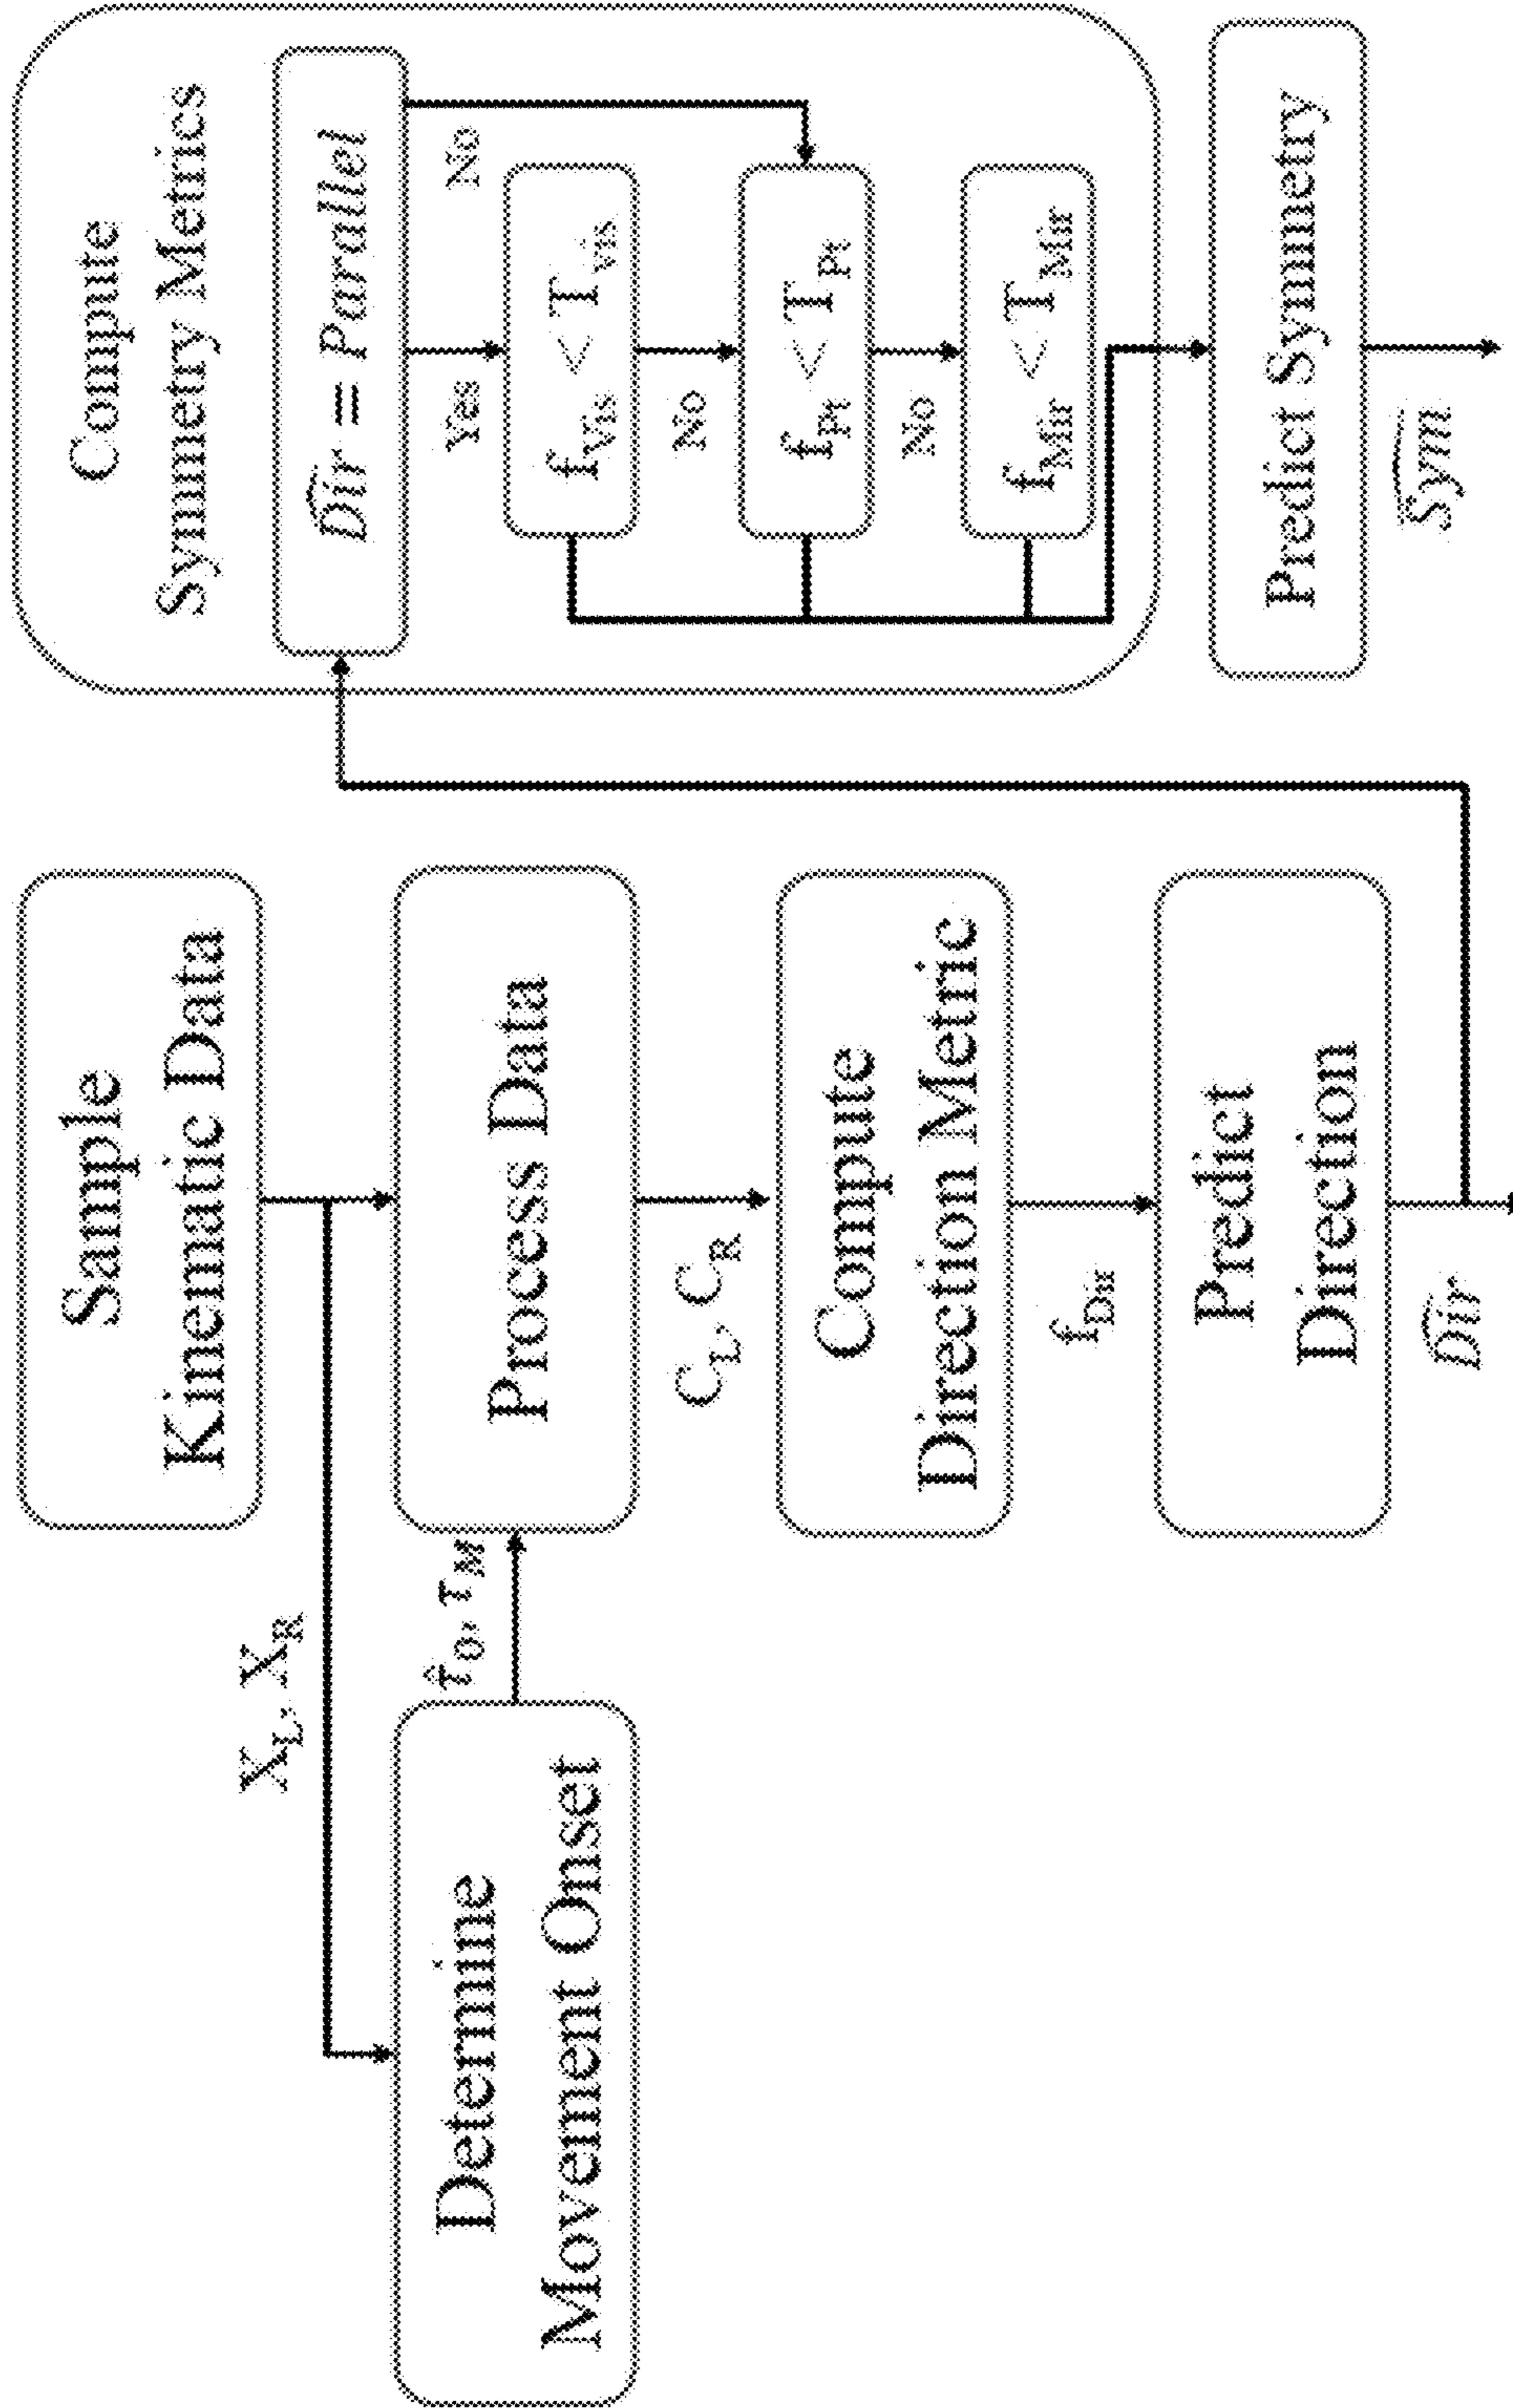 Sample
Kinematic Data
X_L, X_R
Determine
Movement Onset
τ̂_0, τ_M
Process Data
C_L, C_R
Compute
Direction Metric
f_Dir
Predict
Direction
D̂ir
Compute
Symmetry Metrics
D̂ir = Parallel
Yes
No
f_Vis < T_Vis
No
f_Pt < T_Pt
No
f_Mir < T_Mir
Predict Symmetry
Ŝym